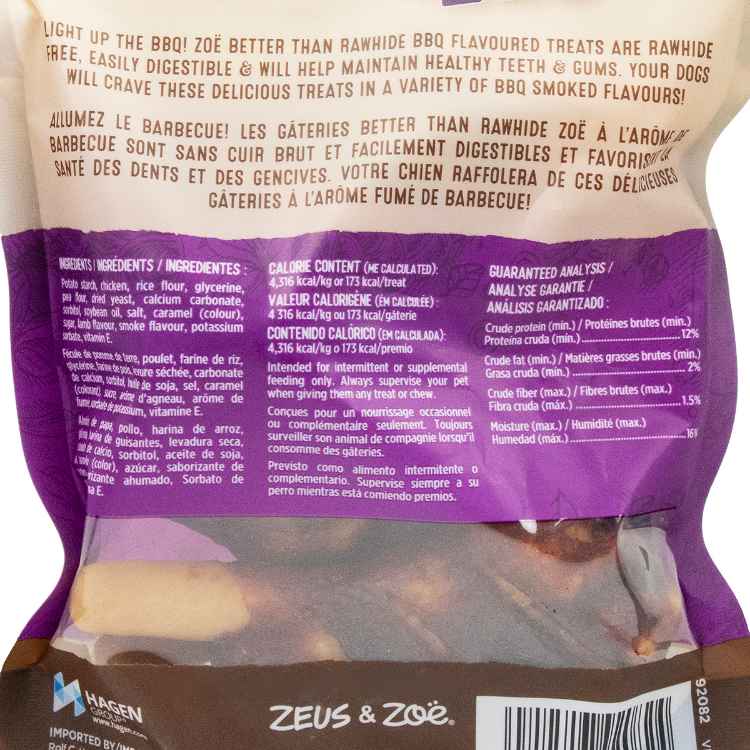 LIGHT UP THE BBQ! ZOË BETTER THAN RAWHIDE BBQ FLAVOURED TREATS ARE RAWHIDE
FREE, EASILY DIGESTIBLE & WILL HELP MAINTAIN HEALTHY TEETH & GUMS. YOUR DOGS
WILL CRAVE THESE DELICIOUS TREATS IN A VARIETY OF BBQ SMOKED FLAVOURS!
ALLUMEZ LE BARBECUE! LES GÂTERIES BETTER THAN RAWHIDE ZOË À L'ARÔME DE
BARBECUE SONT SANS CUIR BRUT ET FACILEMENT DIGESTIBLES ET FAVORISENT LA
SANTÉ DES DENTS ET DES GENCIVES. VOTRE CHIEN RAFFOLERA DE CES DÉLICIEUSES
GÂTERIES À L'ARÔME FUMÉ DE BARBECUE!
INGREDIENTS / INGRÉDIENTS / INGREDIENTES :
Potato starch, chicken, rice flour, glycerine,
pea flour, dried yeast, calcium carbonate,
sorbitol, soybean oil, salt, caramel (colour),
sugar, lamb flavour, smoke flavour, potassium
sorbate, vitamin E.
Fécule de pomme de terre, poulet, farine de riz,
glycérine, farine de pois, levure séchée, carbonate
de calcium, sorbitol, huile de soja, sel, caramel
(colorant), sucre, arôme d'agneau, arôme de
fumée, sorbate de potassium, vitamine E.
de papa, pollo, harina de arroz,
harina de guisantes, levadura seca,
de calcio, sorbitol, aceite de soja,
(color), azúcar, saborizante de
ahumado, Sorbato de
E.
CALORIE CONTENT (ME CALCULATED):
4,316 kcal/kg or 173 kcal/treat
VALEUR CALORIGÈNE (ÉM CALCULÉE) :
4 316 kcal/kg ou 173 kcal/gâterie
CONTENIDO CALÓRICO (EM CALCULADA):
4,316 kcal/kg o 173 kcal/premio
Intended for intermittent or supplemental
feeding only. Always supervise your pet
when giving them any treat or chew.
Conçues pour un nourrissage occasionnel
ou complémentaire seulement. Toujours
surveiller son animal de compagnie lorsqu'il
consomme des gâteries.
Previsto como alimento intermitente o
complementario. Supervise siempre a su
perro mientras está comiendo premios.
GUARANTEED ANALYSIS /
ANALYSE GARANTIE /
ANÁLISIS GARANTIZADO :
Crude protein (min.) / Protéines brutes (min.)
Proteína cruda (mín.) .......... 12%
Crude fat (min.) / Matières grasses brutes (min.)
Grasa cruda (mín.) .......... 2%
Crude fiber (max.) / Fibres brutes (max.)
Fibra cruda (máx.) .......... 1.5%
Moisture (max.) / Humidité (max.)
Humedad (máx.) .......... 16%
HAGEN
GROUP®
www.hagen.com
IMPORTED BY/
Rolf C.
ZEUS & ZOË®
92082